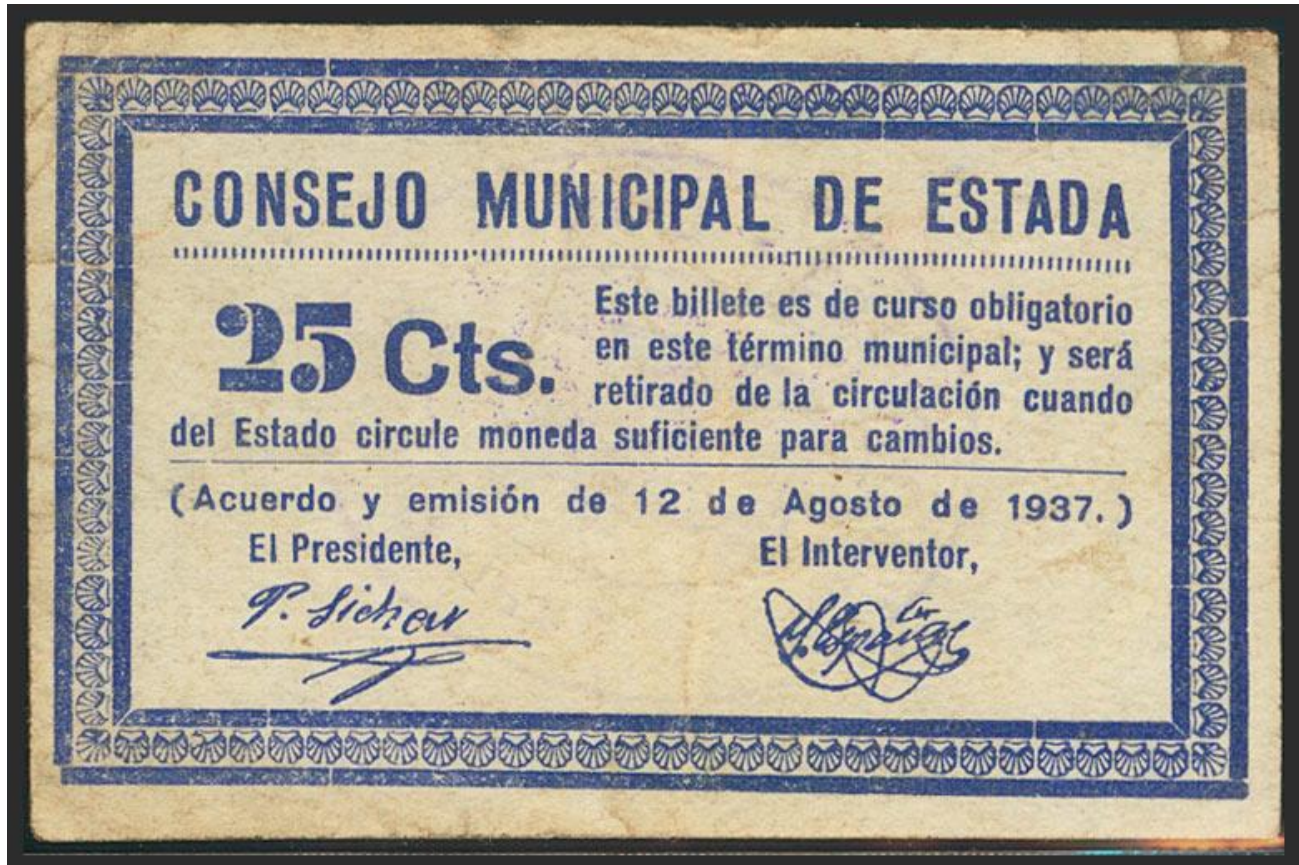 CONSEJO MUNICIPAL DE ESTADA
25 Cts.
Este billete es de curso obligatorio
en este término municipal; y será
retirado de la circulación cuando
del Estado circule moneda suficiente para cambios.
(Acuerdo y emisión de 12 de Agosto de 1937.)
El Presidente,
El Interventor,
P. Sichar